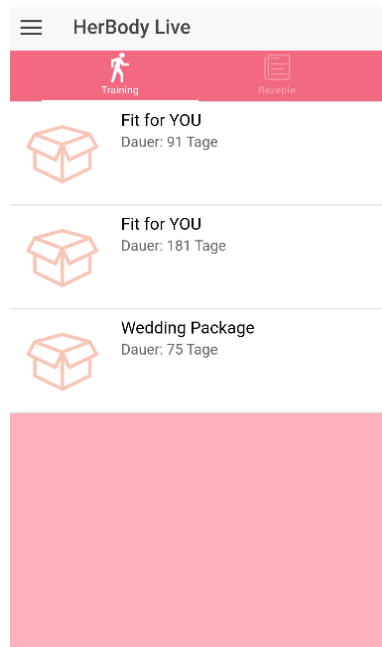 HerBody Live
Training
Rezepte
Fit for YOU
Dauer: 91 Tage
Fit for YOU
Dauer: 181 Tage
Wedding Package
Dauer: 75 Tage